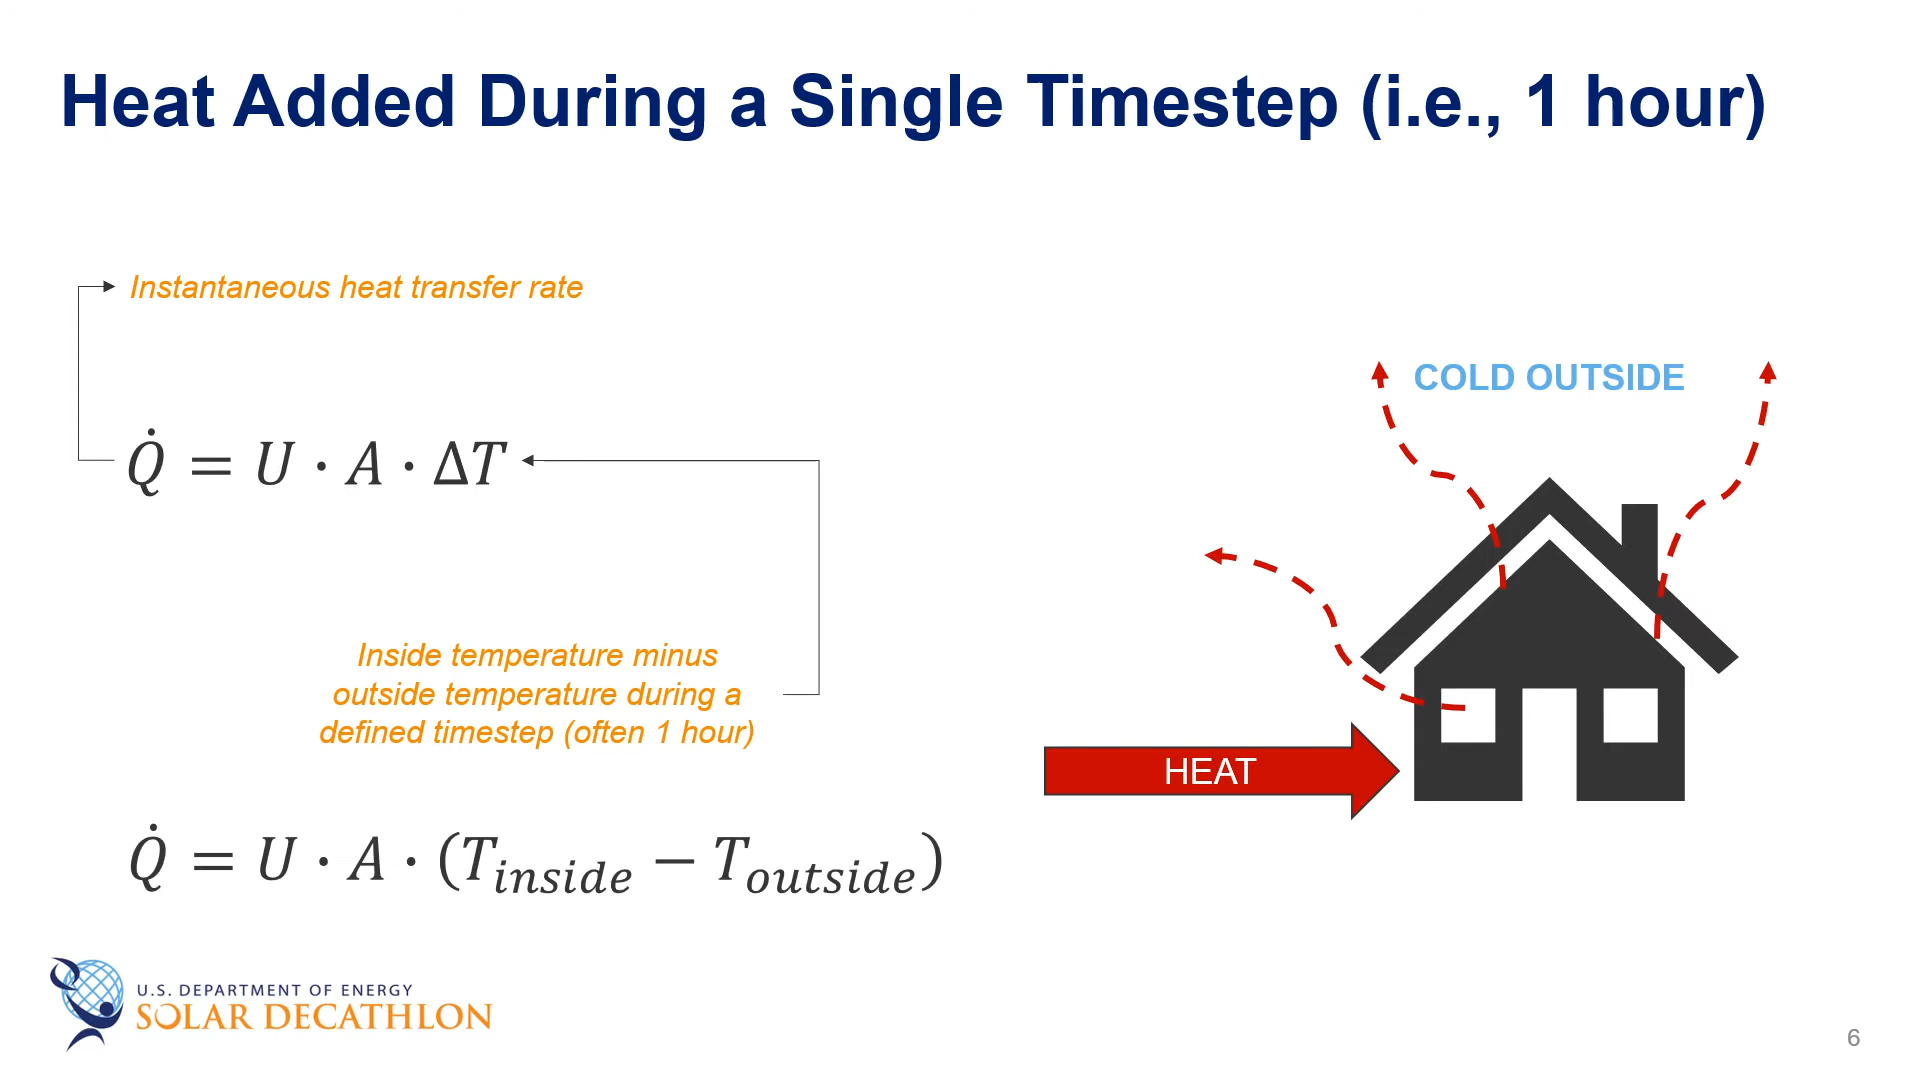 Heat Added During a Single Timestep (i.e., 1 hour)
Instantaneous heat transfer rate
Q̇ = U · A · ΔT
Inside temperature minus
outside temperature during a
defined timestep (often 1 hour)
Q̇ = U · A · (T_inside − T_outside)
COLD OUTSIDE
HEAT
U.S. DEPARTMENT OF ENERGY
SOLAR DECATHLON
6